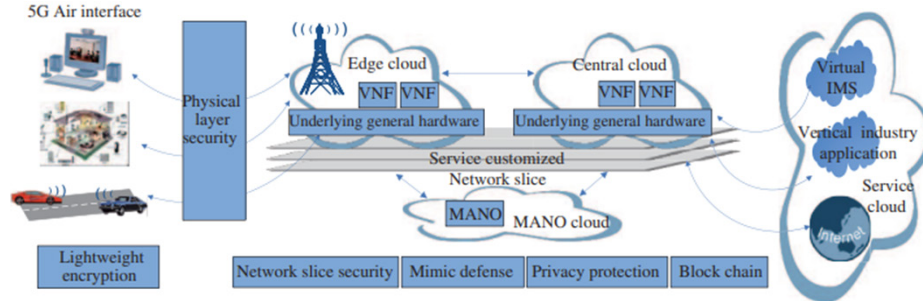 5G Air interface
Physical
layer
security
Edge cloud
VNF VNF
Underlying general hardware
Central cloud
VNF VNF
Underlying general hardware
Service customized
Network slice
MANO
MANO cloud
Virtual
IMS
Vertical industry
application
Service
cloud
Internet
Lightweight
encryption
Network slice security
Mimic defense
Privacy protection
Block chain